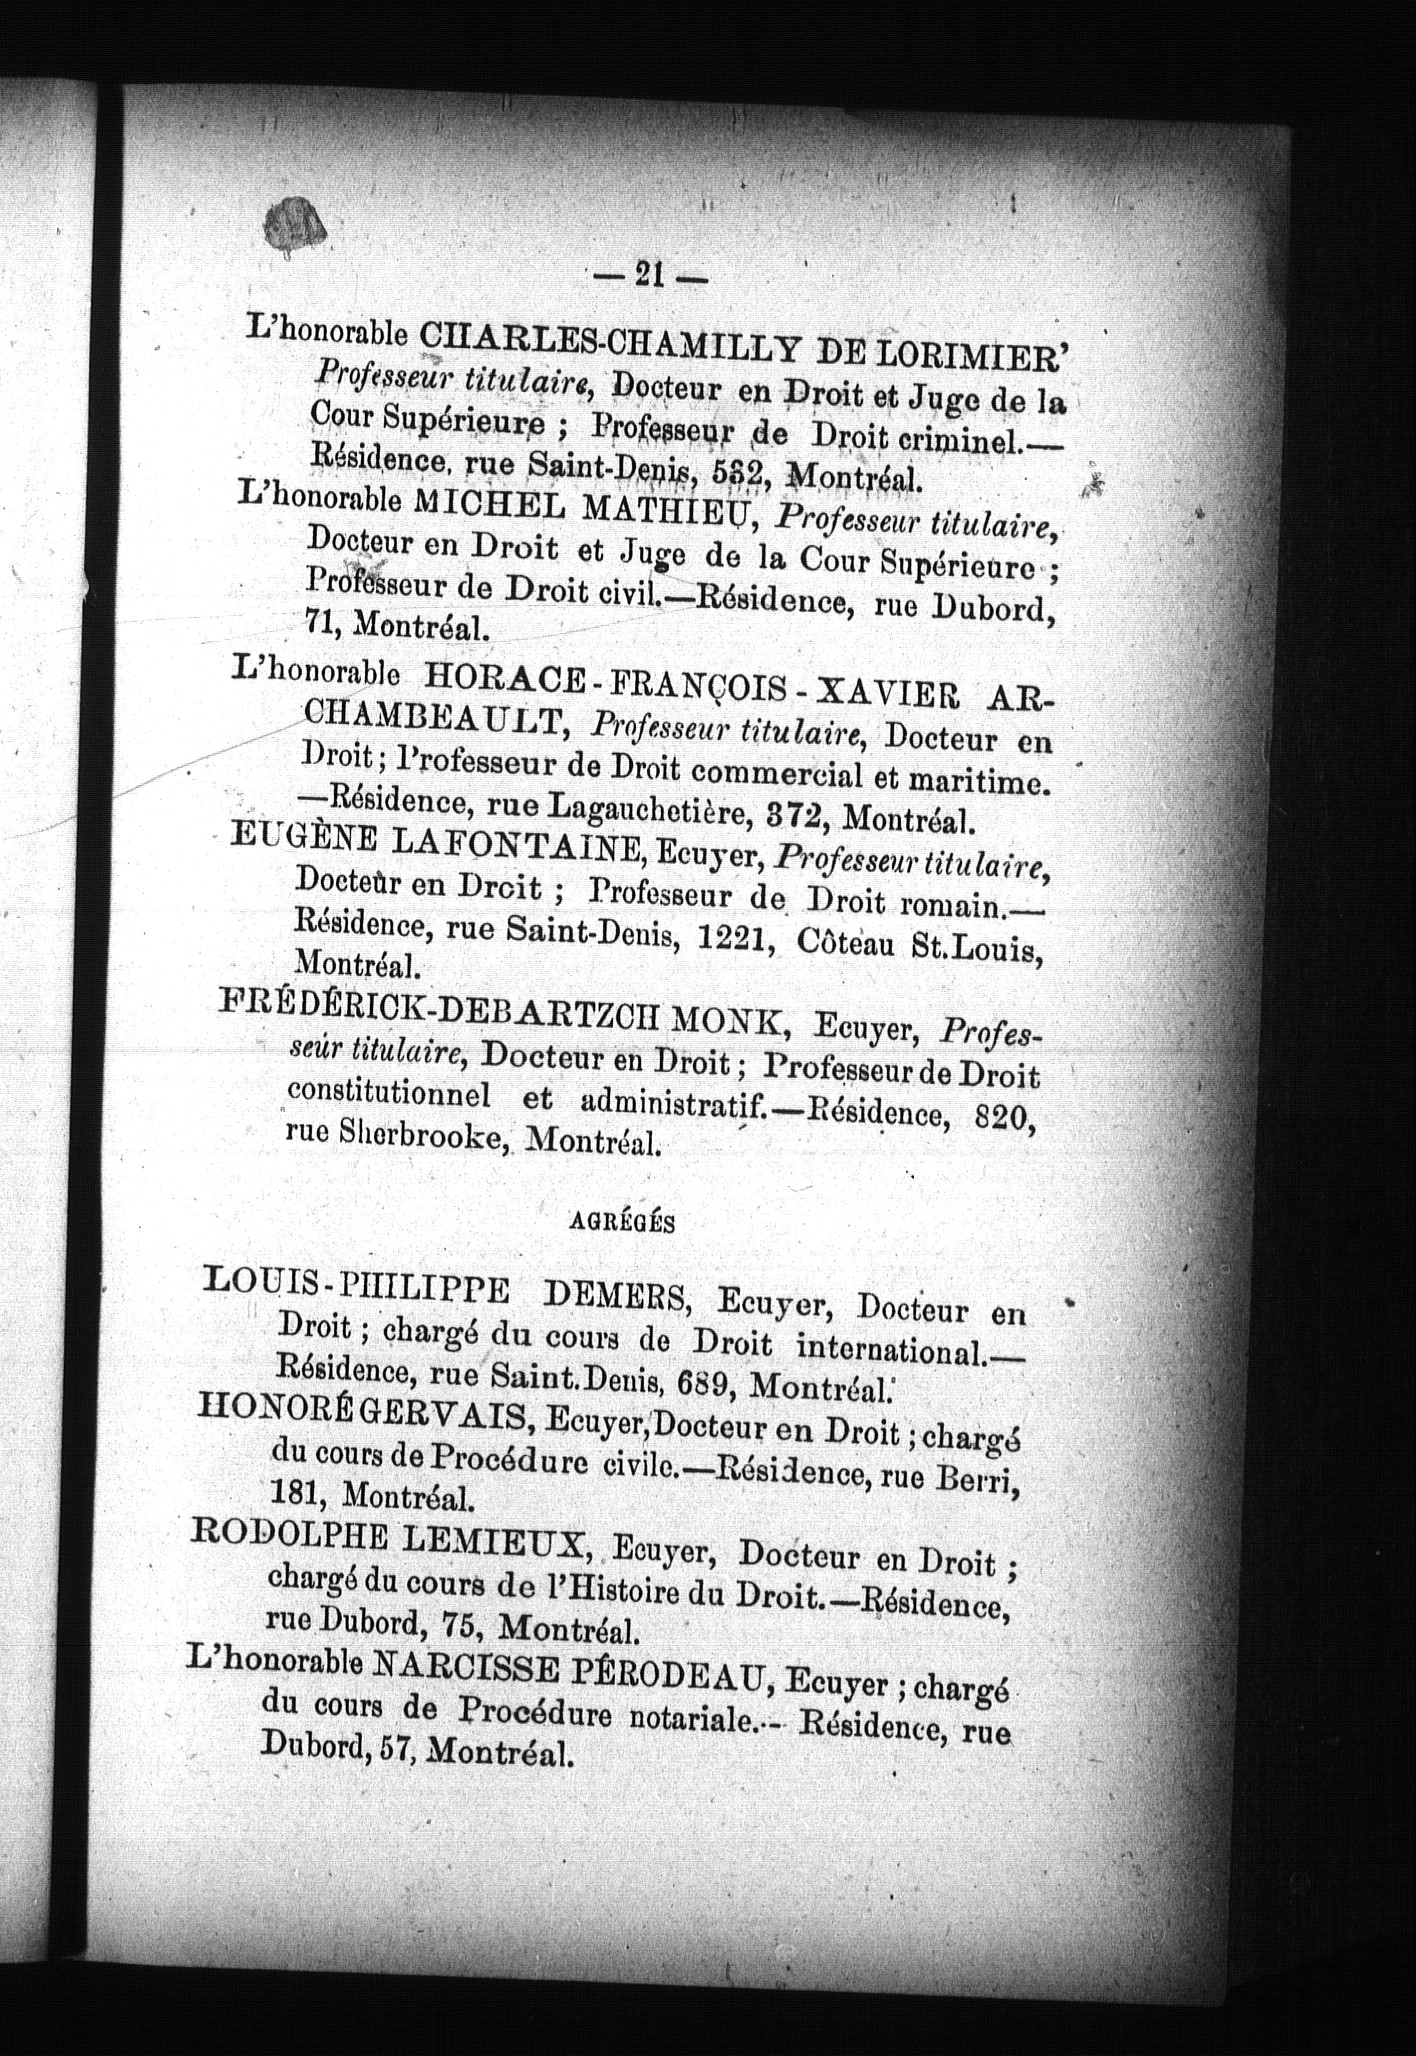 — 21 —
L'honorable CHARLES-CHAMILLY DE LORIMIER'
Professeur titulaire, Docteur en Droit et Juge de la
Cour Supérieure ; Professeur de Droit criminel.—
Résidence, rue Saint-Denis, 532, Montréal.
L'honorable MICHEL MATHIEU, Professeur titulaire,
Docteur en Droit et Juge de la Cour Supérieure ;
Professeur de Droit civil.—Résidence, rue Dubord,
71, Montréal.
L'honorable HORACE-FRANÇOIS-XAVIER AR-
CHAMBEAULT, Professeur titulaire, Docteur en
Droit ; Professeur de Droit commercial et maritime.
—Résidence, rue Lagauchetière, 372, Montréal.
EUGÈNE LAFONTAINE, Ecuyer, Professeur titulaire,
Docteur en Droit ; Professeur de Droit romain.—
Résidence, rue Saint-Denis, 1221, Côteau St.Louis,
Montréal.
FRÉDÉRICK-DEBARTZCH MONK, Ecuyer, Profes-
seur titulaire, Docteur en Droit ; Professeur de Droit
constitutionnel et administratif.—Résidence, 820,
rue Sherbrooke, Montréal.
AGRÉGÉS
LOUIS-PHILIPPE DEMERS, Ecuyer, Docteur en
Droit ; chargé du cours de Droit international.—
Résidence, rue Saint.Denis, 689, Montréal.
HONORÉ GERVAIS, Ecuyer, Docteur en Droit ; chargé
du cours de Procédure civile.—Résidence, rue Berri,
181, Montréal.
RODOLPHE LEMIEUX, Ecuyer, Docteur en Droit ;
chargé du cours de l'Histoire du Droit.—Résidence,
rue Dubord, 75, Montréal.
L'honorable NARCISSE PÉRODEAU, Ecuyer ; chargé
du cours de Procédure notariale.-- Résidence, rue
Dubord, 57, Montréal.